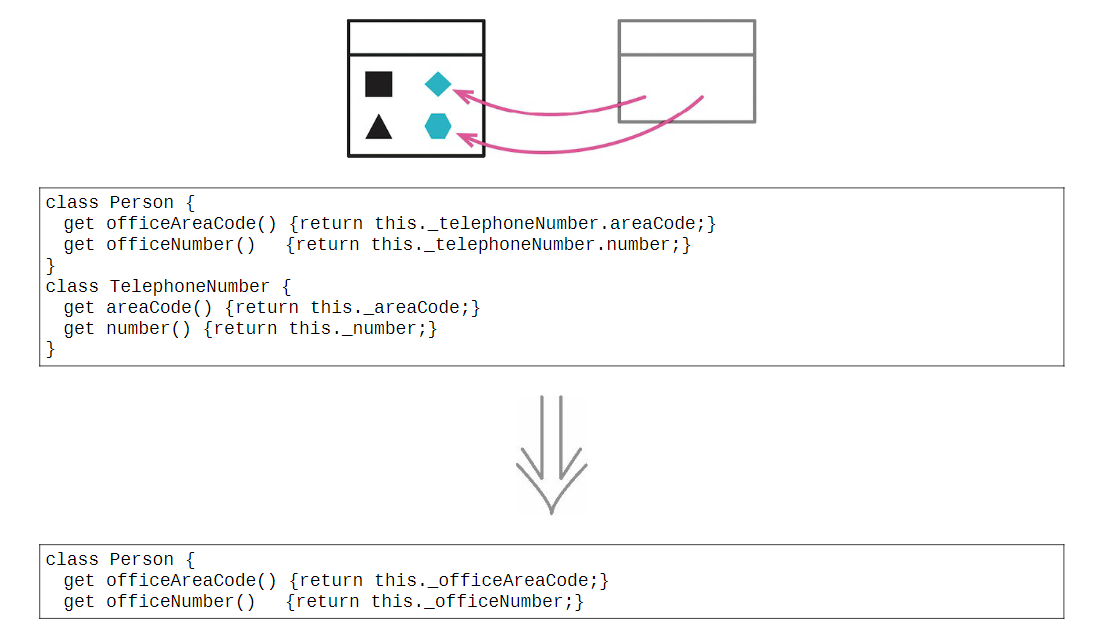 class Person {
  get officeAreaCode() {return this._telephoneNumber.areaCode;}
  get officeNumber()   {return this._telephoneNumber.number;}
}
class TelephoneNumber {
  get areaCode() {return this._areaCode;}
  get number() {return this._number;}
}
class Person {
  get officeAreaCode() {return this._officeAreaCode;}
  get officeNumber()   {return this._officeNumber;}